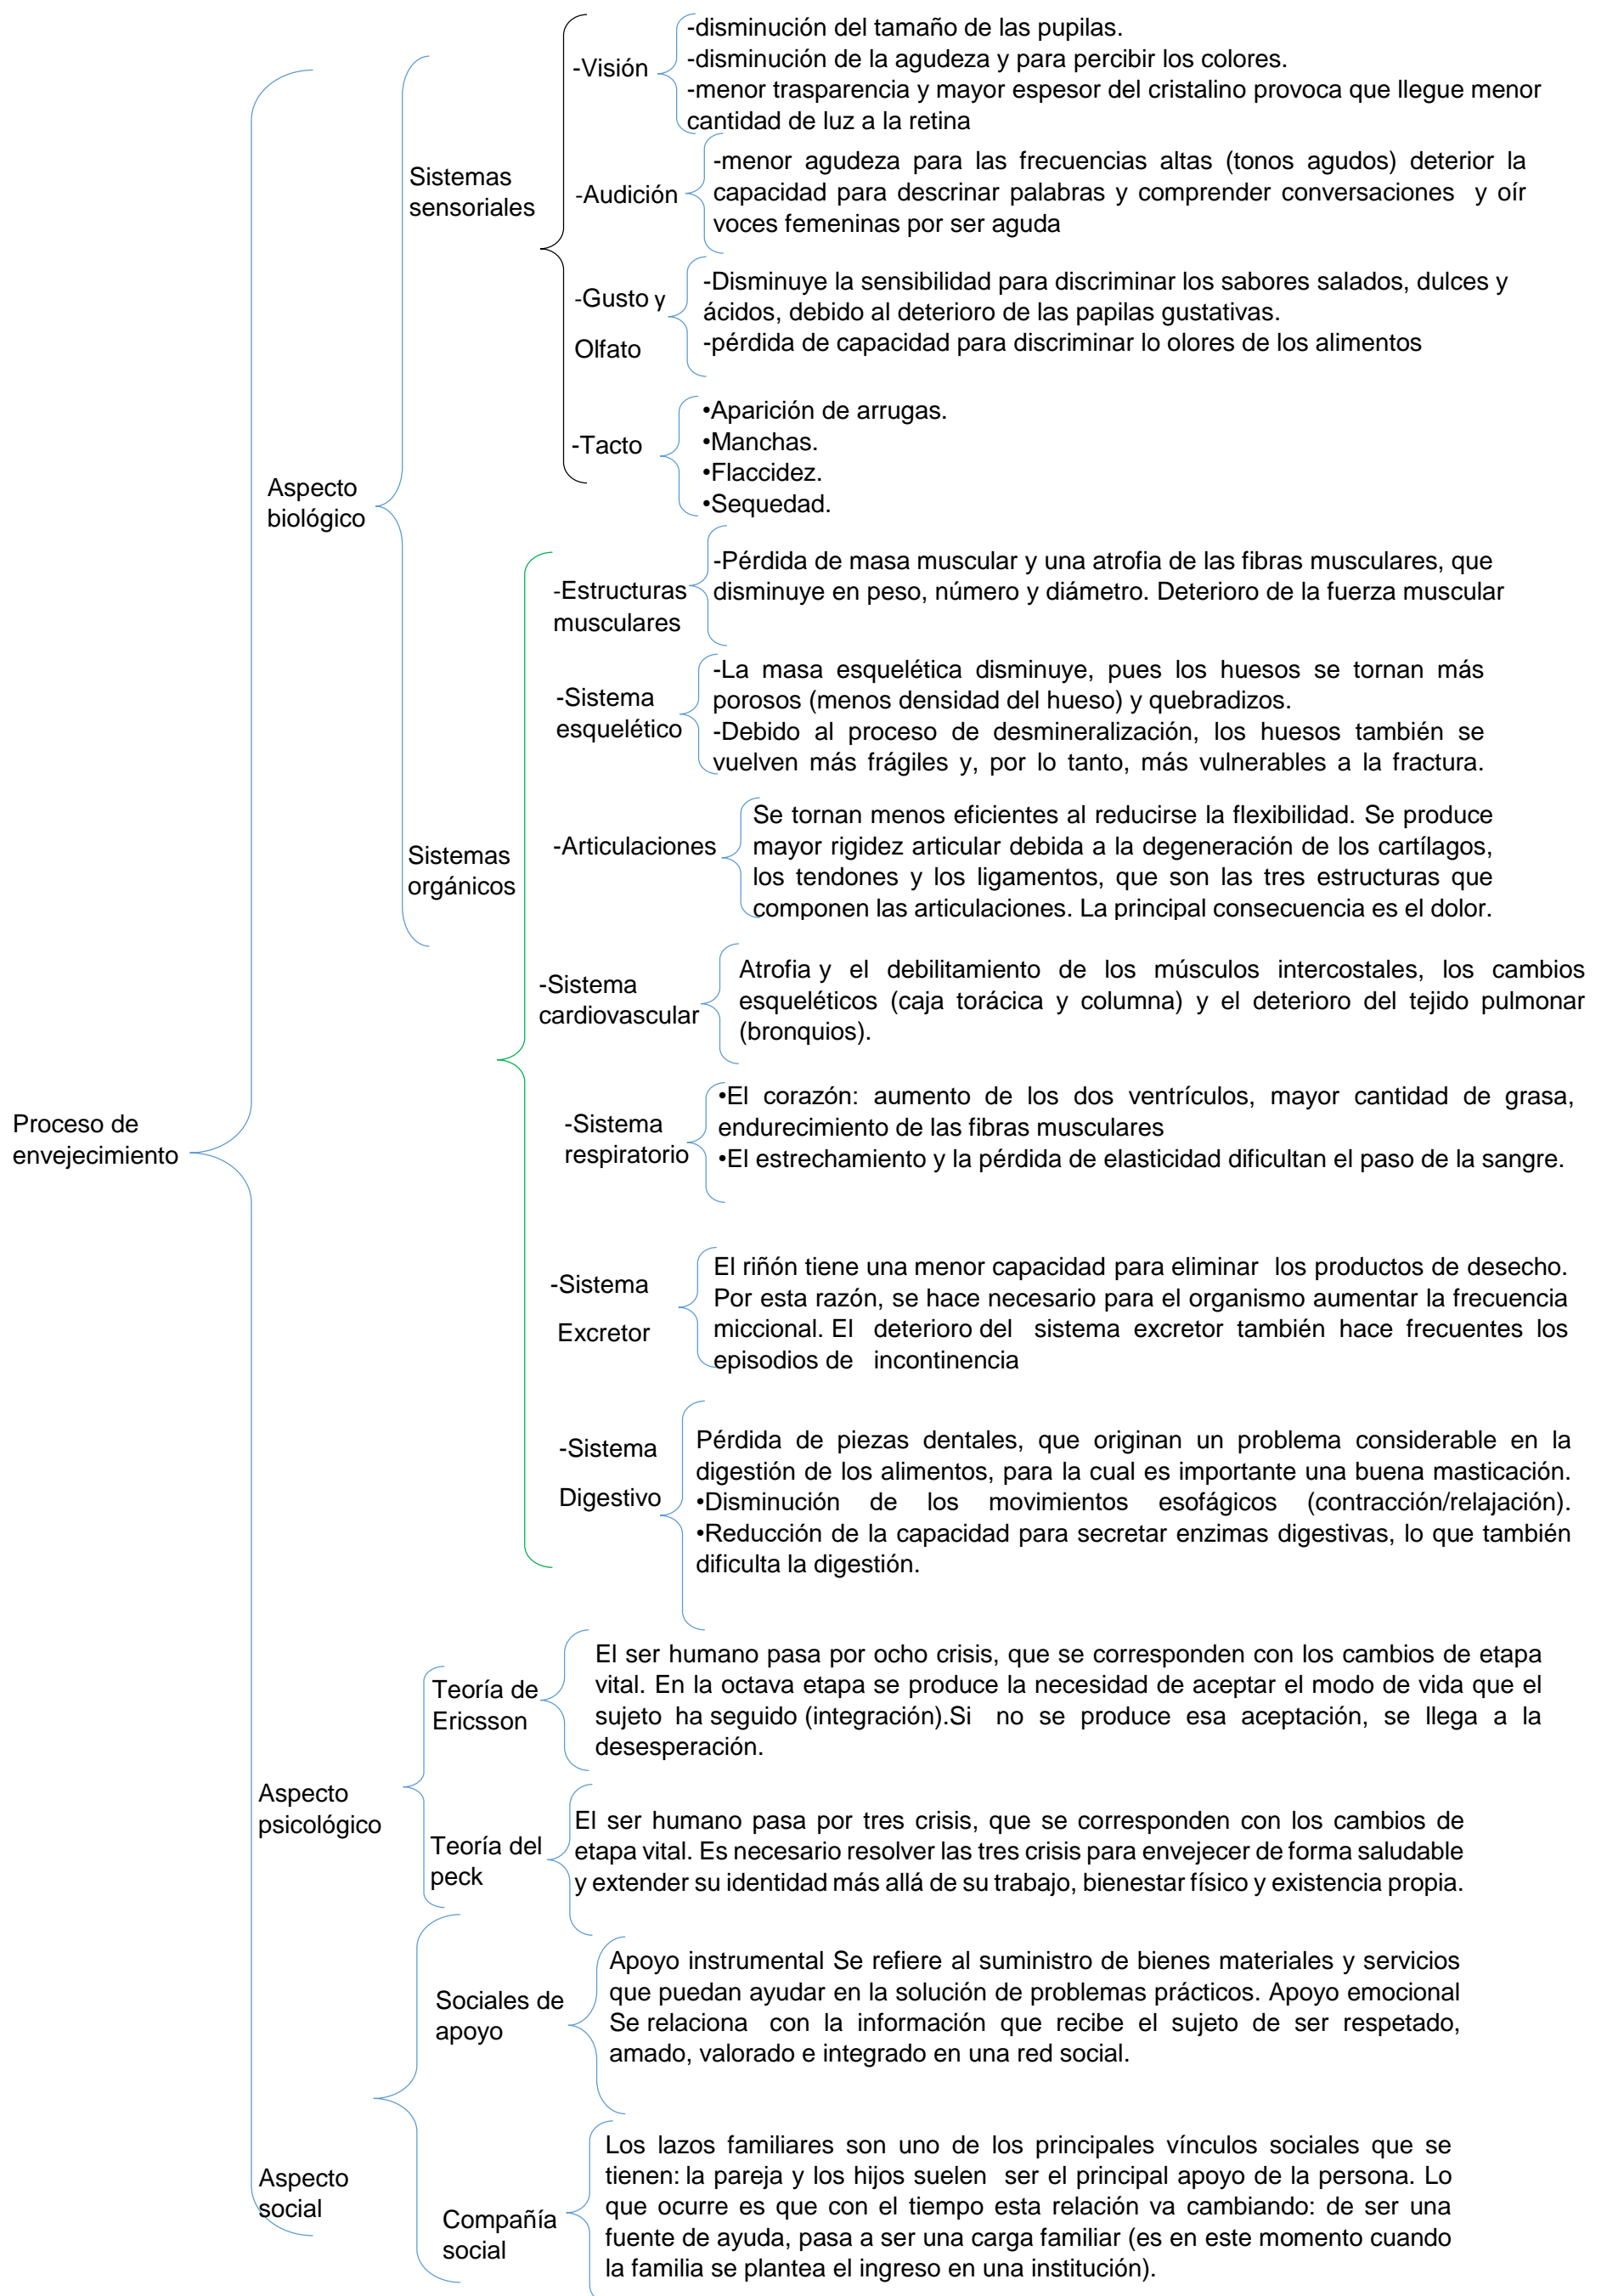 Proceso de
envejecimiento
Aspecto
biológico
Sistemas
sensoriales
-Visión
-disminución del tamaño de las pupilas.
-disminución de la agudeza y para percibir los colores.
-menor trasparencia y mayor espesor del cristalino provoca que llegue menor
cantidad de luz a la retina
-Audición
-menor agudeza para las frecuencias altas (tonos agudos) deterior la
capacidad para descrinar palabras y comprender conversaciones y oír
voces femeninas por ser aguda
-Gusto y
Olfato
-Disminuye la sensibilidad para discriminar los sabores salados, dulces y
ácidos, debido al deterioro de las papilas gustativas.
-pérdida de capacidad para discriminar lo olores de los alimentos
-Tacto
•Aparición de arrugas.
•Manchas.
•Flaccidez.
•Sequedad.
Sistemas
orgánicos
-Estructuras
musculares
-Pérdida de masa muscular y una atrofia de las fibras musculares, que
disminuye en peso, número y diámetro. Deterioro de la fuerza muscular
-Sistema
esquelético
-La masa esquelética disminuye, pues los huesos se tornan más
porosos (menos densidad del hueso) y quebradizos.
-Debido al proceso de desmineralización, los huesos también se
vuelven más frágiles y, por lo tanto, más vulnerables a la fractura.
-Articulaciones
Se tornan menos eficientes al reducirse la flexibilidad. Se produce
mayor rigidez articular debida a la degeneración de los cartílagos,
los tendones y los ligamentos, que son las tres estructuras que
componen las articulaciones. La principal consecuencia es el dolor.
-Sistema
cardiovascular
Atrofia y el debilitamiento de los músculos intercostales, los cambios
esqueléticos (caja torácica y columna) y el deterioro del tejido pulmonar
(bronquios).
-Sistema
respiratorio
•El corazón: aumento de los dos ventrículos, mayor cantidad de grasa,
endurecimiento de las fibras musculares
•El estrechamiento y la pérdida de elasticidad dificultan el paso de la sangre.
-Sistema
Excretor
El riñón tiene una menor capacidad para eliminar los productos de desecho.
Por esta razón, se hace necesario para el organismo aumentar la frecuencia
miccional. El deterioro del sistema excretor también hace frecuentes los
episodios de incontinencia
-Sistema
Digestivo
Pérdida de piezas dentales, que originan un problema considerable en la
digestión de los alimentos, para la cual es importante una buena masticación.
•Disminución de los movimientos esofágicos (contracción/relajación).
•Reducción de la capacidad para secretar enzimas digestivas, lo que también
dificulta la digestión.
Aspecto
psicológico
Teoría de
Ericsson
El ser humano pasa por ocho crisis, que se corresponden con los cambios de etapa
vital. En la octava etapa se produce la necesidad de aceptar el modo de vida que el
sujeto ha seguido (integración).Si no se produce esa aceptación, se llega a la
desesperación.
Teoría del
peck
El ser humano pasa por tres crisis, que se corresponden con los cambios de
etapa vital. Es necesario resolver las tres crisis para envejecer de forma saludable
y extender su identidad más allá de su trabajo, bienestar físico y existencia propia.
Aspecto
social
Sociales de
apoyo
Apoyo instrumental Se refiere al suministro de bienes materiales y servicios
que puedan ayudar en la solución de problemas prácticos. Apoyo emocional
Se relaciona con la información que recibe el sujeto de ser respetado,
amado, valorado e integrado en una red social.
Compañía
social
Los lazos familiares son uno de los principales vínculos sociales que se
tienen: la pareja y los hijos suelen ser el principal apoyo de la persona. Lo
que ocurre es que con el tiempo esta relación va cambiando: de ser una
fuente de ayuda, pasa a ser una carga familiar (es en este momento cuando
la familia se plantea el ingreso en una institución).